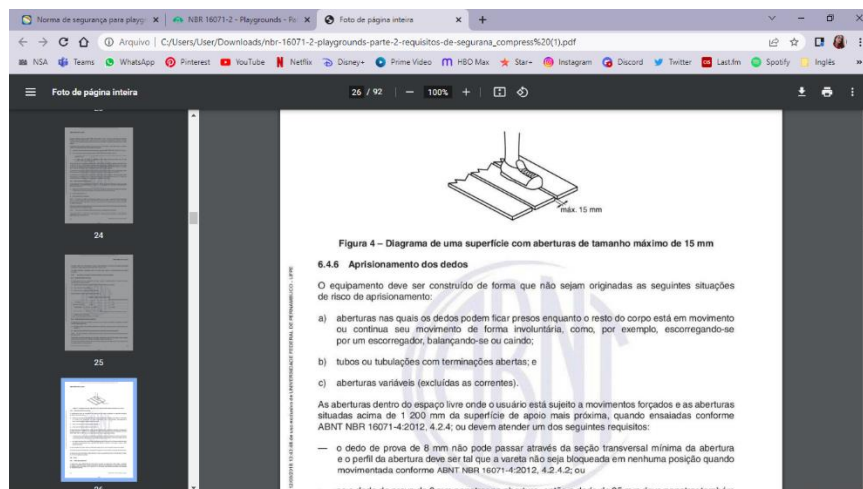 Norma de segurança para playg
NBR 16071-2 - Playgrounds - Re
Foto de página inteira
Arquivo | C:/Users/User/Downloads/nbr-16071-2-playgrounds-parte-2-requisitos-de-segurana_compress%20(1).pdf
NSA Teams WhatsApp Pinterest YouTube Netflix Disney+ Prime Video HBO Max Star+ Instagram Discord Twitter Last.fm Spotify Inglês
Foto de página inteira 26 / 92 100%
24
25
26
máx. 15 mm
Figura 4 – Diagrama de uma superfície com aberturas de tamanho máximo de 15 mm
6.4.6 Aprisionamento dos dedos
O equipamento deve ser construído de forma que não sejam originadas as seguintes situações
de risco de aprisionamento:
a) aberturas nas quais os dedos podem ficar presos enquanto o resto do corpo está em movimento
ou continua seu movimento de forma involuntária, como, por exemplo, escorregando-se
por um escorregador, balançando-se ou caindo;
b) tubos ou tubulações com terminações abertas; e
c) aberturas variáveis (excluídas as correntes).
As aberturas dentro do espaço livre onde o usuário está sujeito a movimentos forçados e as aberturas
situadas acima de 1 200 mm da superfície de apoio mais próxima, quando ensaiadas conforme
ABNT NBR 16071-4:2012, 4.2.4; ou devem atender um dos seguintes requisitos:
— o dedo de prova de 8 mm não pode passar através da seção transversal mínima da abertura
e o perfil da abertura deve ser tal que a vareta não seja bloqueada em nenhuma posição quando
movimentada conforme ABNT NBR 16071-4:2012, 4.2.4.2; ou
de uso exclusivo de UNIVERSIDADE FEDERAL DE PERNAMBUCO - UFPE
ABNT